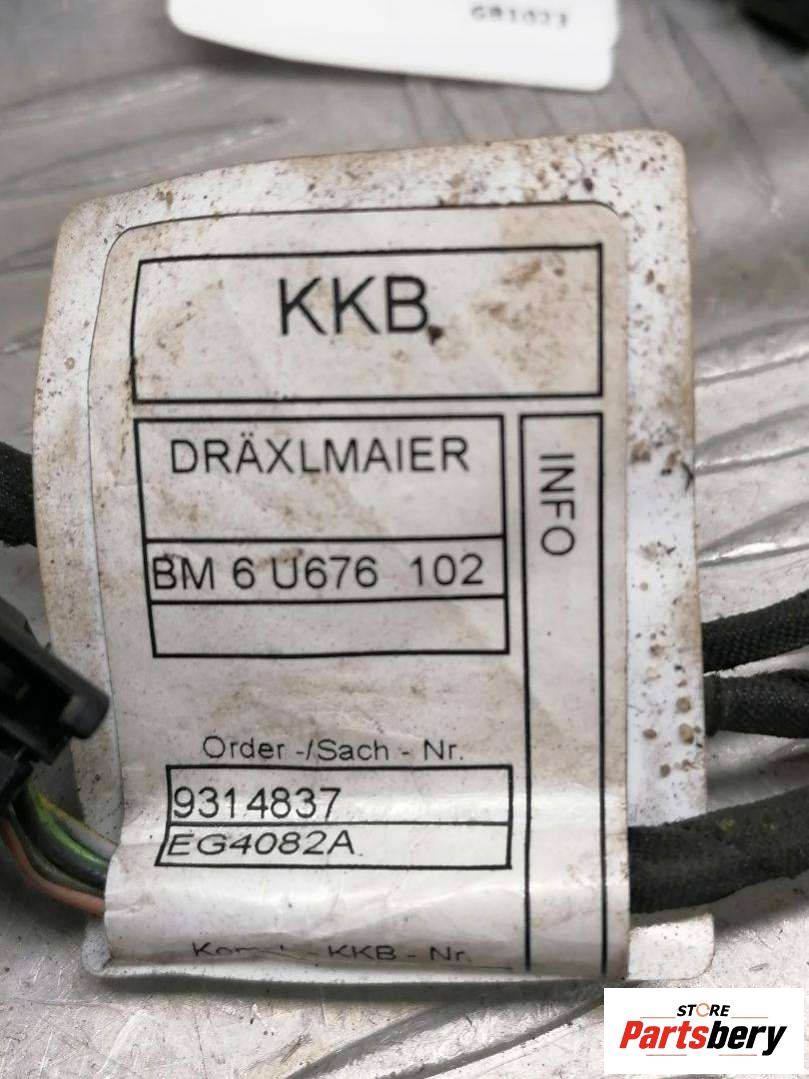 KKB
DRÄXLMAIER
INFO
BM 6 U676 102
Order -/Sach - Nr.
9314837
EG4082A
- KKB - Nr.
STORE
Partsbery